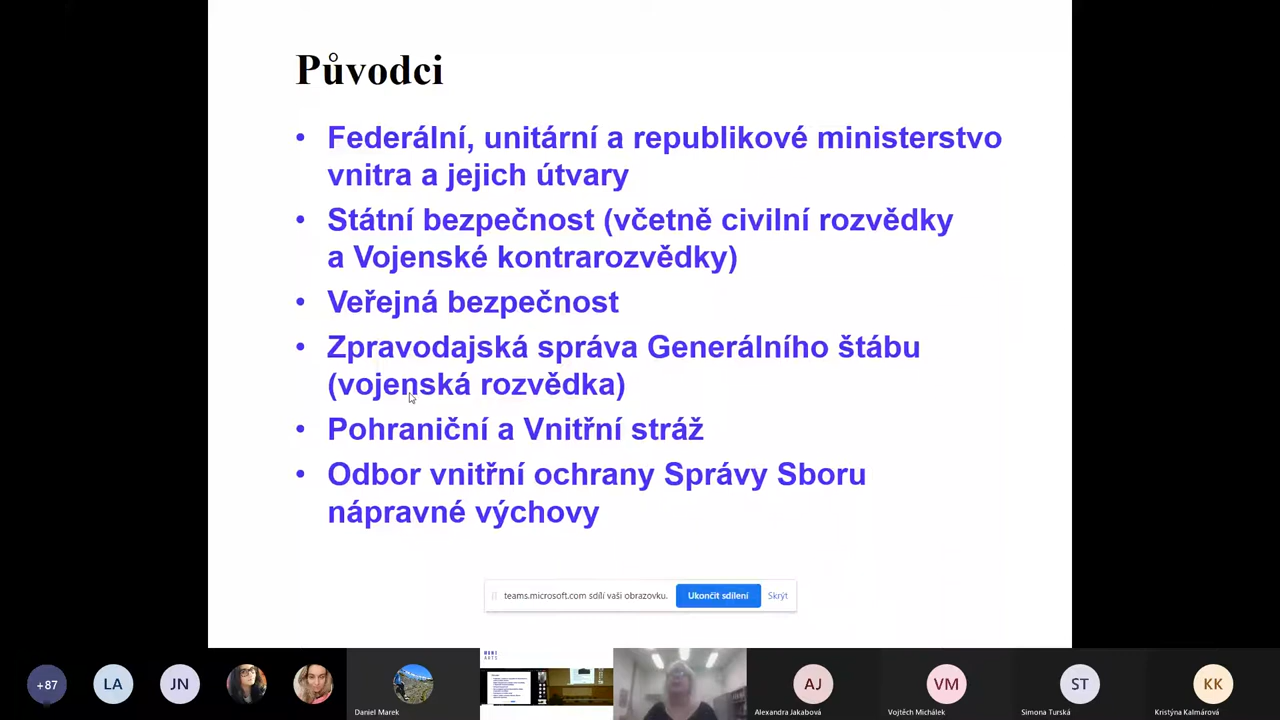 Původci
• Federální, unitární a republikové ministerstvo
vnitra a jejich útvary
• Státní bezpečnost (včetně civilní rozvědky
a Vojenské kontrarozvědky)
• Veřejná bezpečnost
• Zpravodajská správa Generálního štábu
(vojenská rozvědka)
• Pohraniční a Vnitřní stráž
• Odbor vnitřní ochrany Správy Sboru
nápravné výchovy
teams.microsoft.com sdílí vaši obrazovku. Ukončit sdílení Skrýt
MUNI
ARTS
+87 LA JN AJ VM ST KK
Daniel Marek Alexandra Jakabová Vojtěch Michálek Simona Turská Kristýna Kalmárová